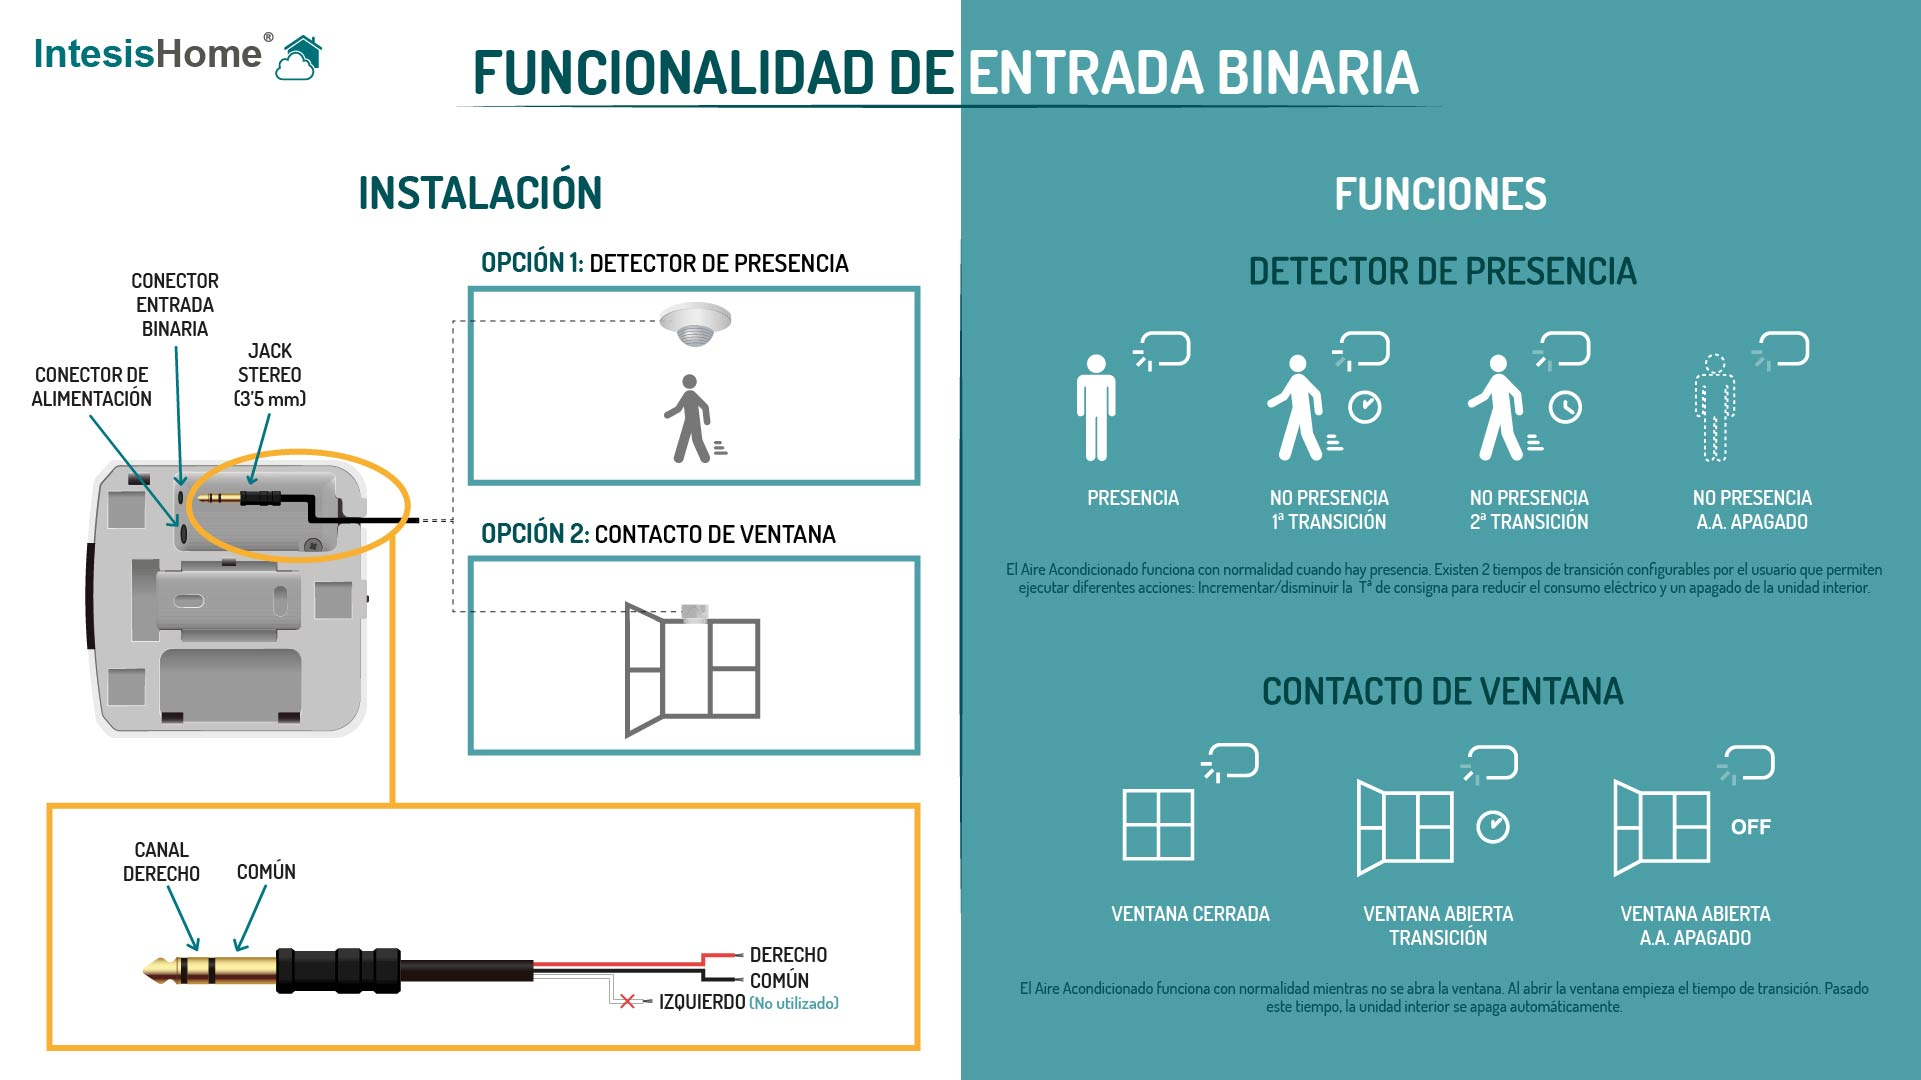 IntesisHome®
FUNCIONALIDAD DE ENTRADA BINARIA
INSTALACIÓN
CONECTOR
ENTRADA
BINARIA
JACK
STEREO
(3'5 mm)
CONECTOR DE
ALIMENTACIÓN
OPCIÓN 1: DETECTOR DE PRESENCIA
OPCIÓN 2: CONTACTO DE VENTANA
CANAL
DERECHO
COMÚN
DERECHO
COMÚN
IZQUIERDO (No utilizado)
FUNCIONES
DETECTOR DE PRESENCIA
PRESENCIA
NO PRESENCIA
1ª TRANSICIÓN
NO PRESENCIA
2ª TRANSICIÓN
NO PRESENCIA
A.A. APAGADO
El Aire Acondicionado funciona con normalidad cuando hay presencia. Existen 2 tiempos de transición configurables por el usuario que permiten
ejecutar diferentes acciones: Incrementar/disminuir la Tª de consigna para reducir el consumo eléctrico y un apagado de la unidad interior.
CONTACTO DE VENTANA
OFF
VENTANA CERRADA
VENTANA ABIERTA
TRANSICIÓN
VENTANA ABIERTA
A.A. APAGADO
El Aire Acondicionado funciona con normalidad mientras no se abra la ventana. Al abrir la ventana empieza el tiempo de transición. Pasado
este tiempo, la unidad interior se apaga automáticamente.